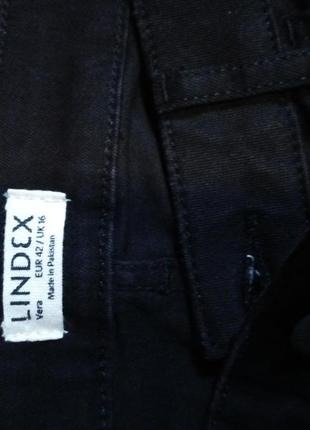 LINDEX
Vera
EUR 42 / UK 16
Made in Pakistan